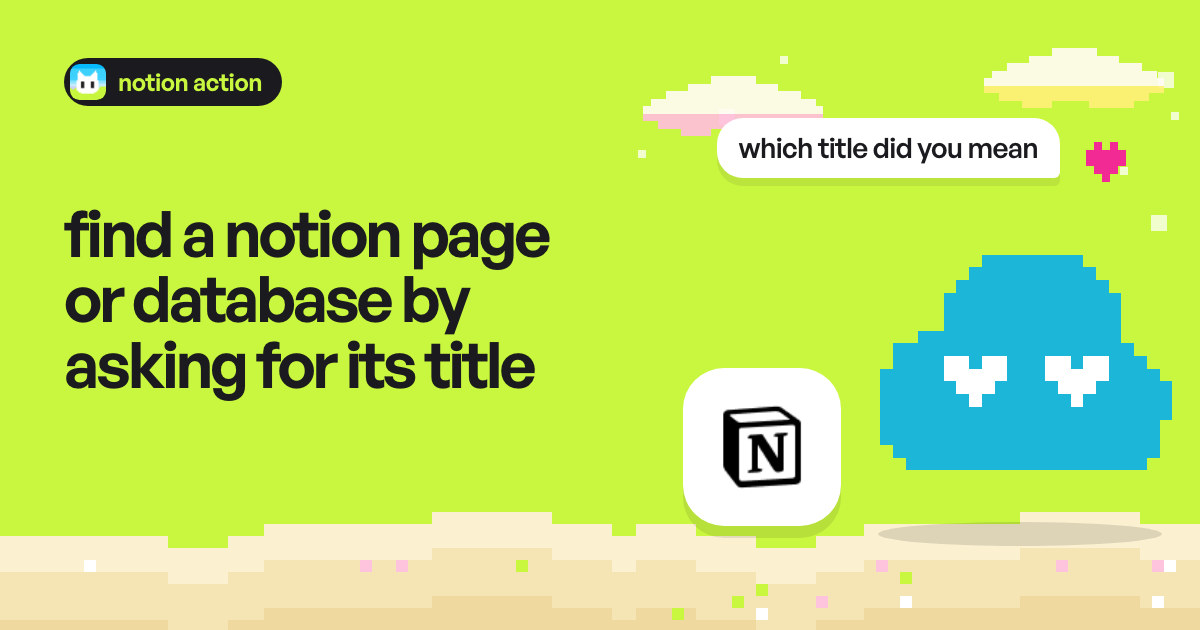 notion action
which title did you mean
find a notion page
or database by
asking for its title
N